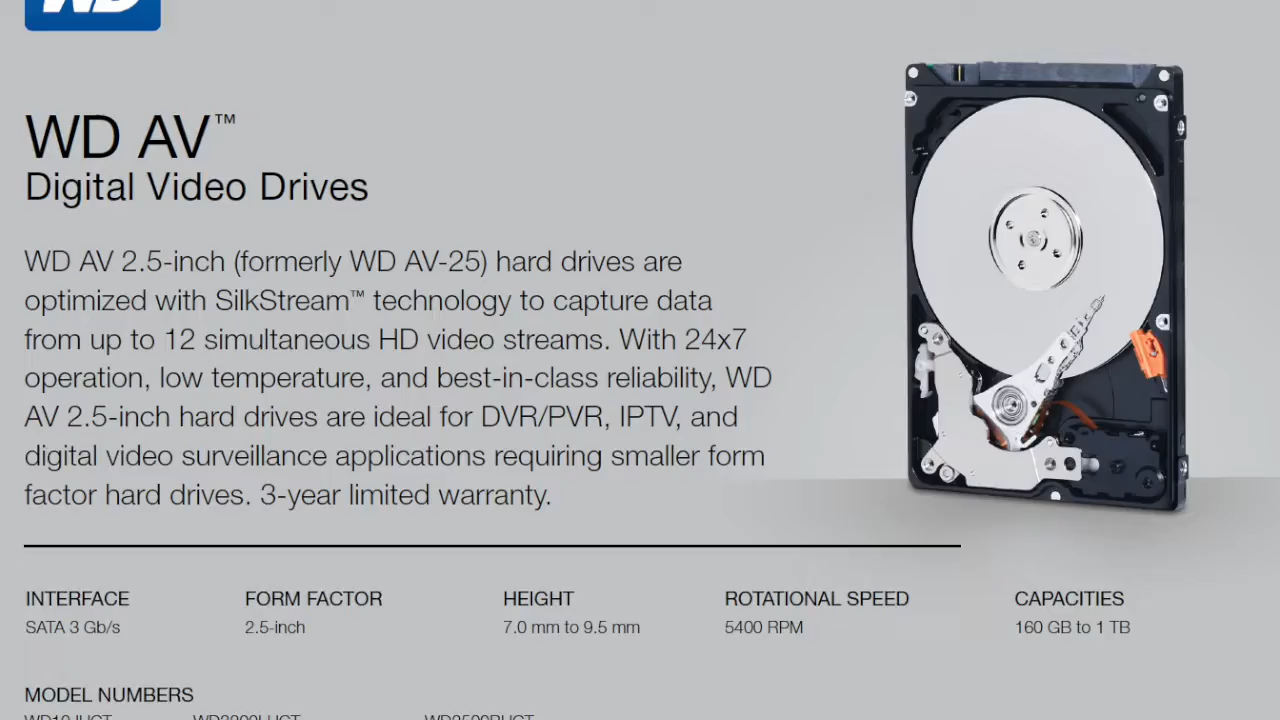 WD
WD AV™
Digital Video Drives
WD AV 2.5-inch (formerly WD AV-25) hard drives are
optimized with SilkStream™ technology to capture data
from up to 12 simultaneous HD video streams. With 24x7
operation, low temperature, and best-in-class reliability, WD
AV 2.5-inch hard drives are ideal for DVR/PVR, IPTV, and
digital video surveillance applications requiring smaller form
factor hard drives. 3-year limited warranty.
INTERFACE FORM FACTOR HEIGHT ROTATIONAL SPEED CAPACITIES
SATA 3 Gb/s 2.5-inch 7.0 mm to 9.5 mm 5400 RPM 160 GB to 1 TB
MODEL NUMBERS